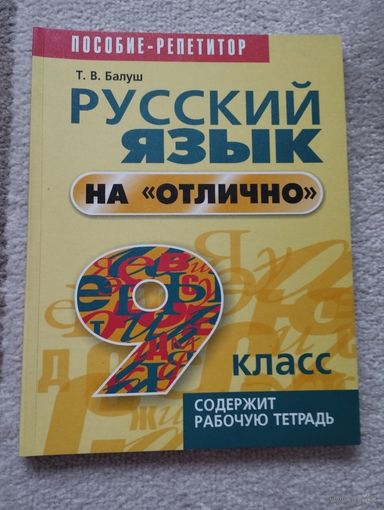 ПОСОБИЕ-РЕПЕТИТОР
Т. В. Балуш
РУССКИЙ
ЯЗЫК
НА «ОТЛИЧНО»
9
класс
СОДЕРЖИТ
РАБОЧУЮ ТЕТРАДЬ